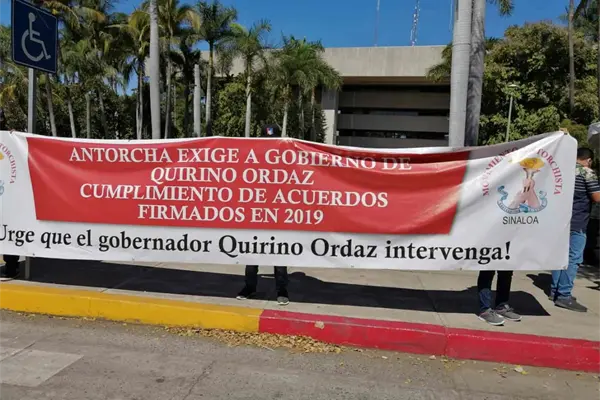 ANTORCHA EXIGE A GOBIERNO DE
QUIRINO ORDAZ
CUMPLIMIENTO DE ACUERDOS
FIRMADOS EN 2019
Urge que el gobernador Quirino Ordaz intervenga!
SINALOA